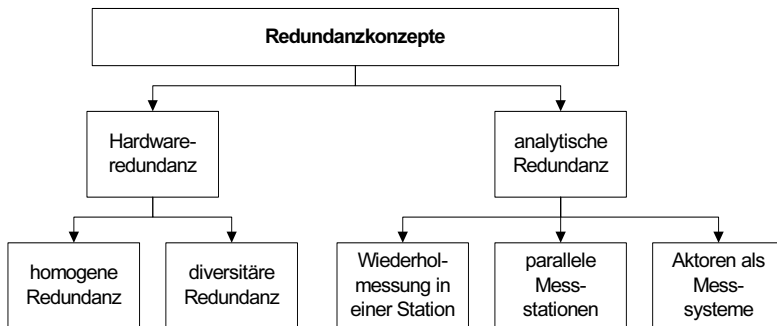 Redundanzkonzepte
Hardware-
redundanz
analytische
Redundanz
homogene
Redundanz
diversitäre
Redundanz
Wiederhol-
messung in
einer Station
parallele
Mess-
stationen
Aktoren als
Mess-
systeme